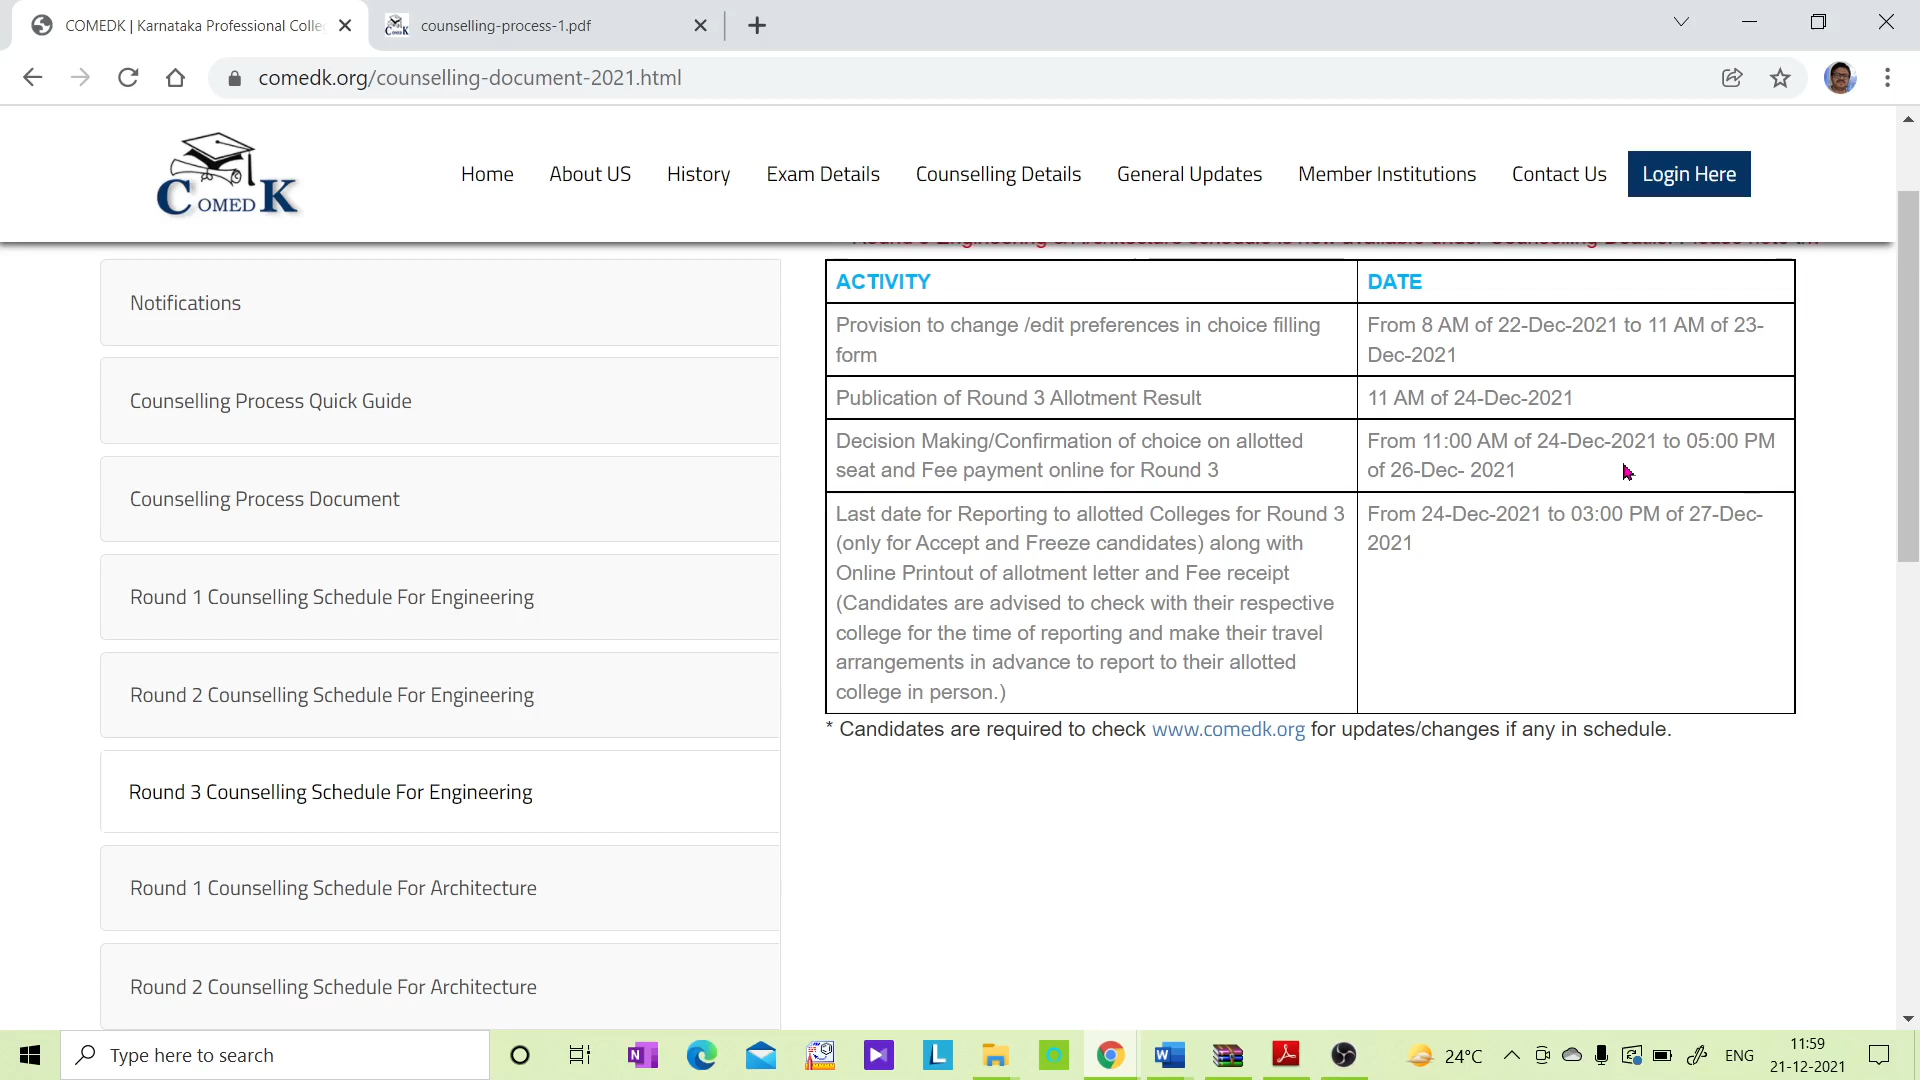 COMEDK | Karnataka Professional Colle
counselling-process-1.pdf
comedk.org/counselling-document-2021.html
COMEDK
Home
About US
History
Exam Details
Counselling Details
General Updates
Member Institutions
Contact Us
Login Here
Notifications
Counselling Process Quick Guide
Counselling Process Document
Round 1 Counselling Schedule For Engineering
Round 2 Counselling Schedule For Engineering
Round 3 Counselling Schedule For Engineering
Round 1 Counselling Schedule For Architecture
Round 2 Counselling Schedule For Architecture
ACTIVITY
DATE
Provision to change /edit preferences in choice filling
form
From 8 AM of 22-Dec-2021 to 11 AM of 23-
Dec-2021
Publication of Round 3 Allotment Result
11 AM of 24-Dec-2021
Decision Making/Confirmation of choice on allotted
seat and Fee payment online for Round 3
From 11:00 AM of 24-Dec-2021 to 05:00 PM
of 26-Dec- 2021
Last date for Reporting to allotted Colleges for Round 3
(only for Accept and Freeze candidates) along with
Online Printout of allotment letter and Fee receipt
(Candidates are advised to check with their respective
college for the time of reporting and make their travel
arrangements in advance to report to their allotted
college in person.)
From 24-Dec-2021 to 03:00 PM of 27-Dec-
2021
* Candidates are required to check www.comedk.org for updates/changes if any in schedule.
Type here to search
24°C
ENG
11:59
21-12-2021